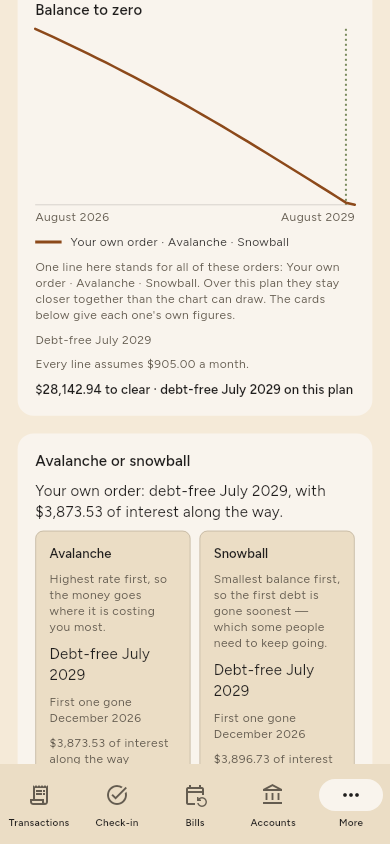 Balance to zero
August 2026
August 2029
Your own order · Avalanche · Snowball
One line here stands for all of these orders: Your own
order · Avalanche · Snowball. Over this plan they stay
closer together than the chart can draw. The cards
below give each one's own figures.
Debt-free July 2029
Every line assumes $905.00 a month.
$28,142.94 to clear · debt-free July 2029 on this plan
Avalanche or snowball
Your own order: debt-free July 2029, with
$3,873.53 of interest along the way.
Avalanche
Highest rate first, so
the money goes
where it is costing
you most.
Debt-free July
2029
First one gone
December 2026
$3,873.53 of interest
along the way
Snowball
Smallest balance first,
so the first debt is
gone soonest —
which some people
need to keep going.
Debt-free July
2029
First one gone
December 2026
$3,896.73 of interest
Transactions
Check-in
Bills
Accounts
More